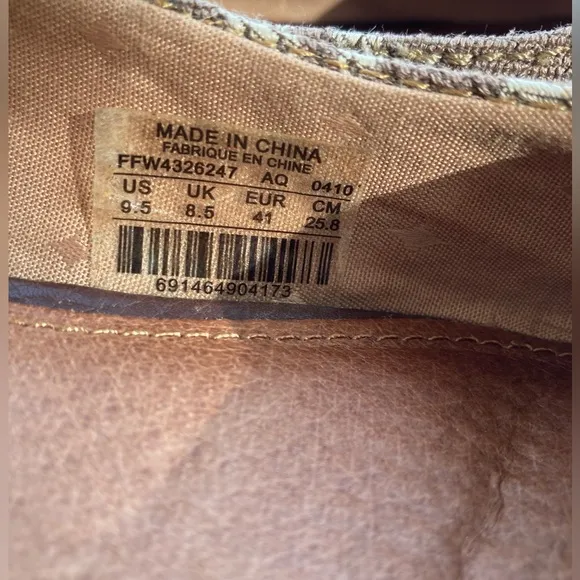 MADE IN CHINA
FABRIQUE EN CHINE
FFW4326247 AQ 0410
US UK EUR CM
9.5 8.5 41 25.8
691464904173